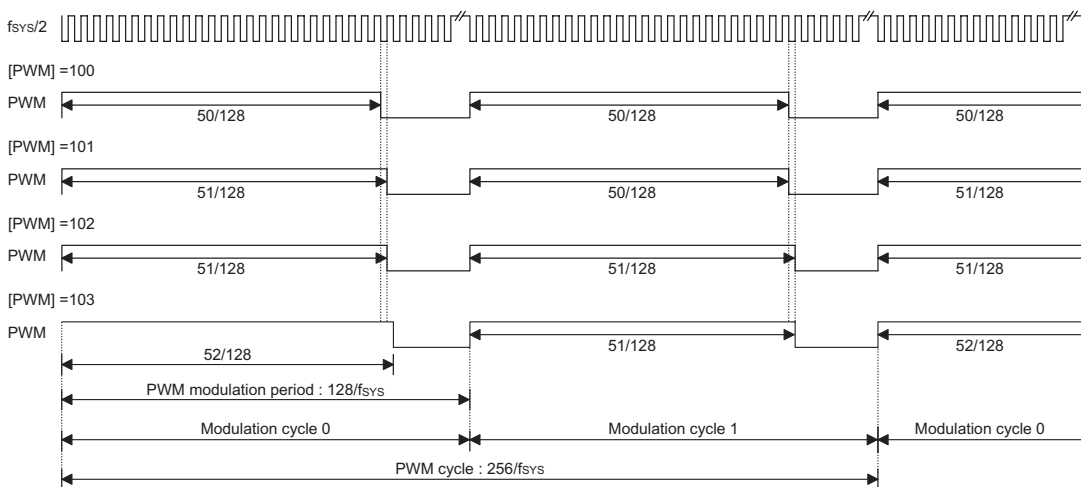 fSYS/2
[PWM] =100
PWM
50/128 50/128 50/128
[PWM] =101
PWM
51/128 50/128 51/128
[PWM] =102
PWM
51/128 51/128 51/128
[PWM] =103
PWM
52/128 51/128 52/128
PWM modulation period : 128/fSYS
Modulation cycle 0 Modulation cycle 1 Modulation cycle 0
PWM cycle : 256/fSYS